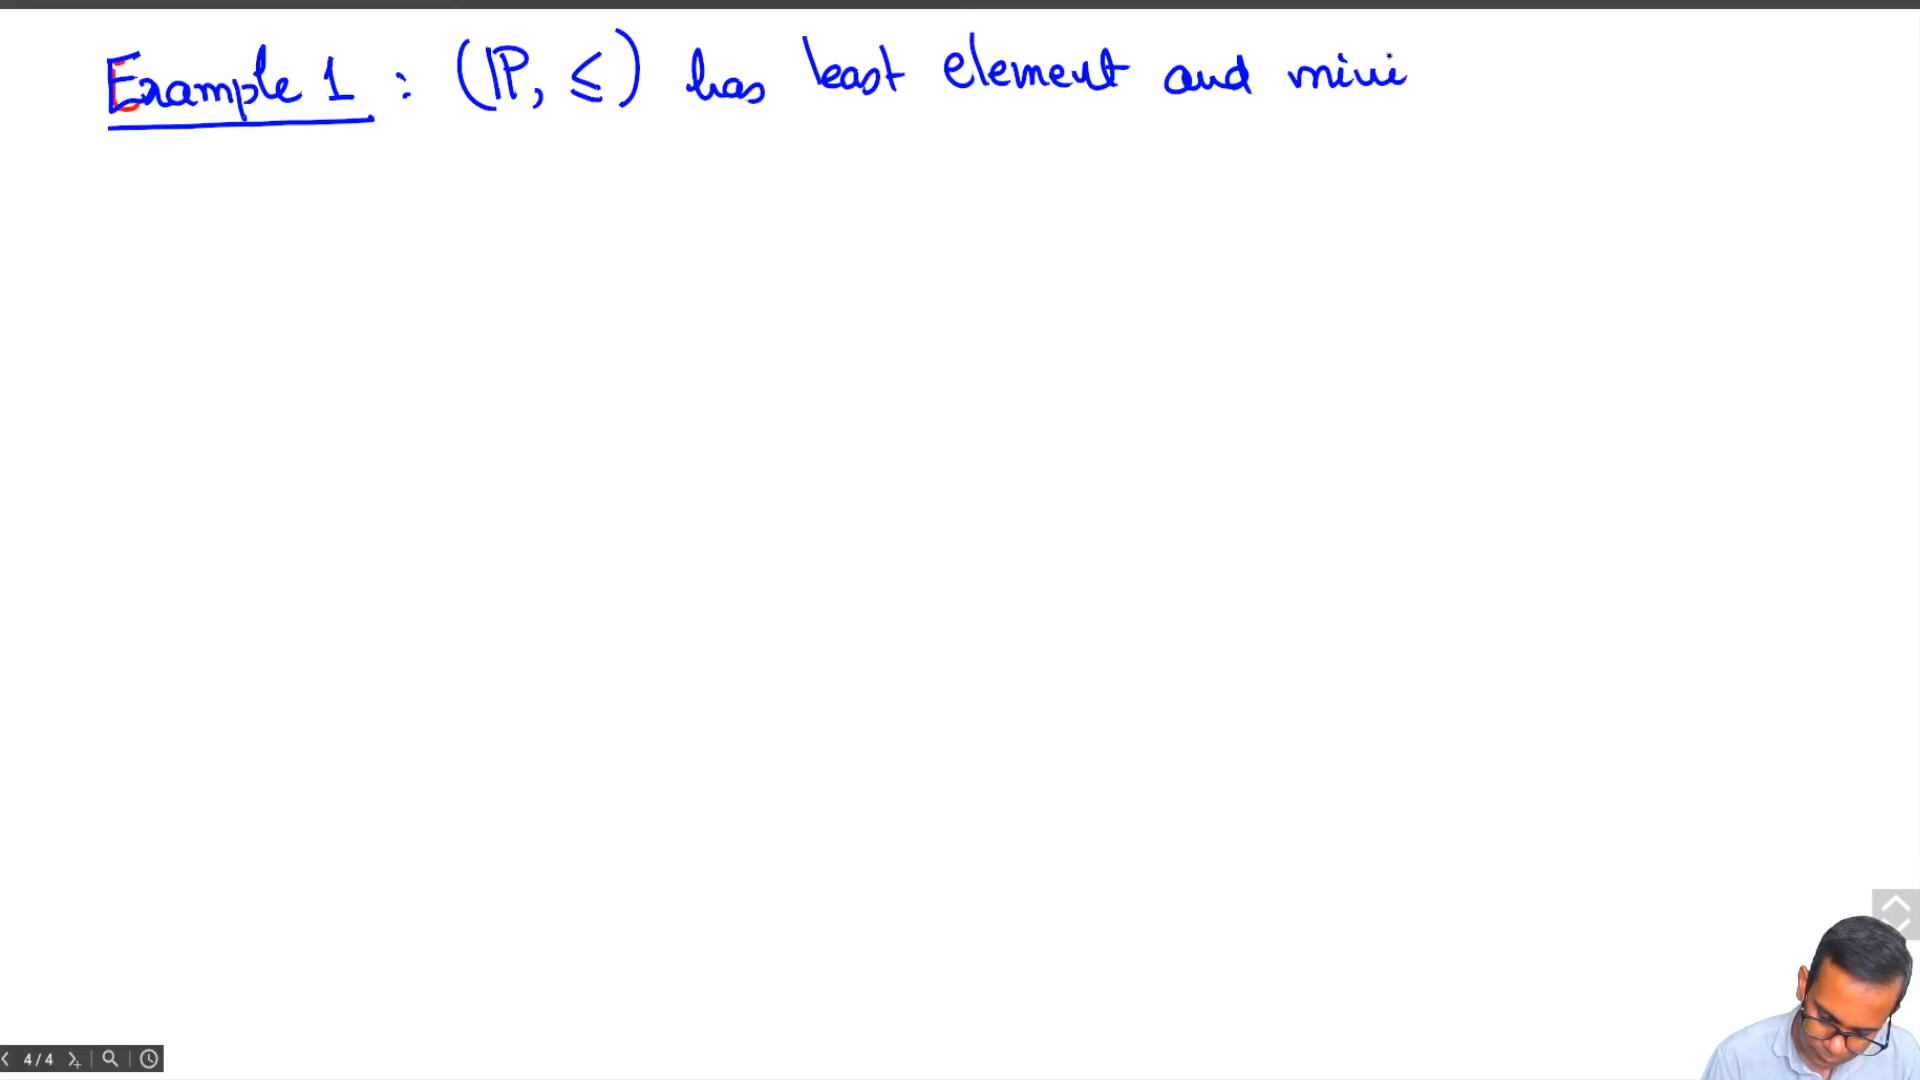 Example 1 : (ℙ, ≤) has least element and mini
4/4